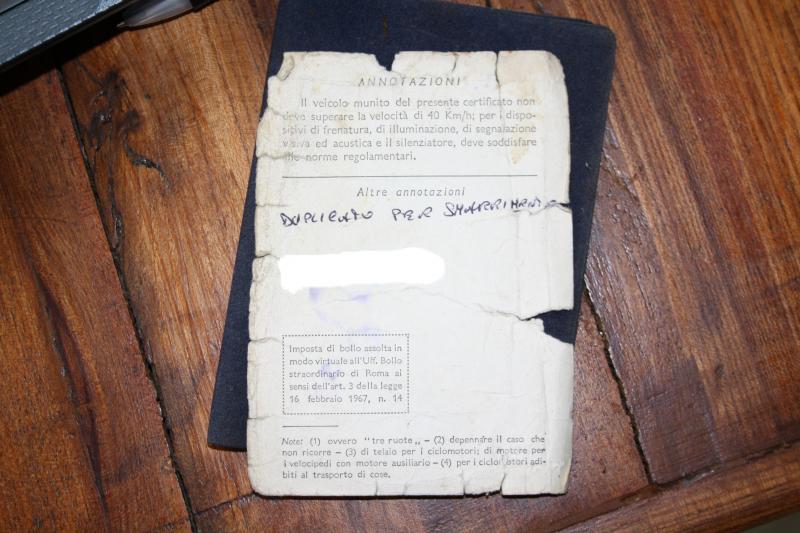 ANNOTAZIONI
Il veicolo munito del presente certificato non
deve superare la velocità di 40 Km/h; per i dispo-
sitivi di frenatura, di illuminazione, di segnalazione
visiva ed acustica e il silenziatore, deve soddisfare
alle norme regolamentari.
Altre annotazioni
DUPLICATO PER SMARRIMENTO
Imposta di bollo assolta in
modo virtuale all'Uff. Bollo
straordinario di Roma ai
sensi dell'art. 3 della legge
16 febbraio 1967, n. 14
Note: (1) ovvero "tre ruote„ – (2) depennare il caso che
non ricorre – (3) di telaio per i ciclomotori; di motore per
i velocipedi con motore ausiliario – (4) per i ciclomotori adi-
biti al trasporto di cose.